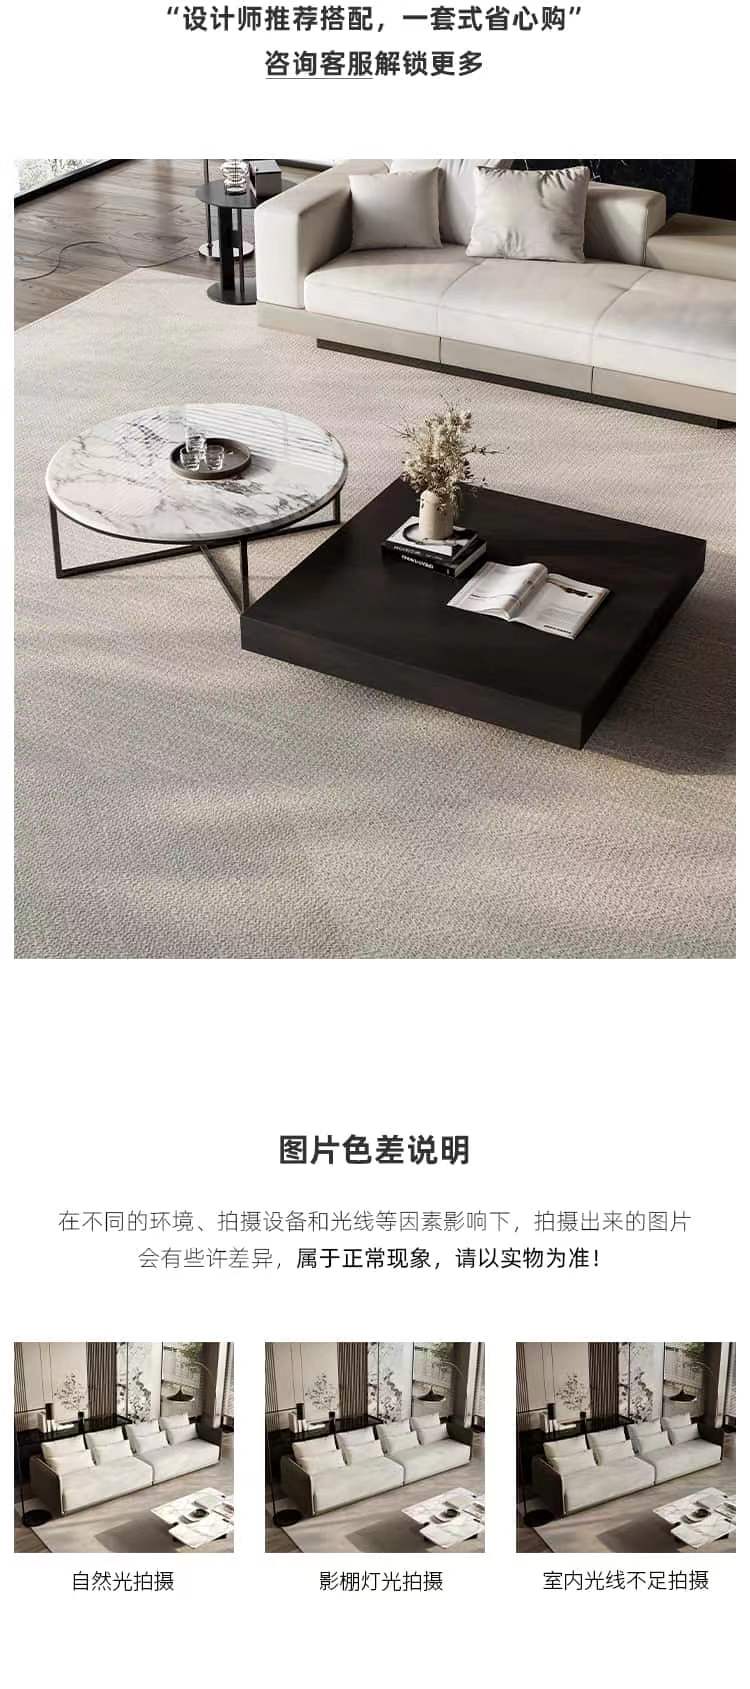 “设计师推荐搭配，一套式省心购”
咨询客服解锁更多
图片色差说明
在不同的环境、拍摄设备和光线等因素影响下，拍摄出来的图片
会有些许差异，属于正常现象，请以实物为准！
自然光拍摄
影棚灯光拍摄
室内光线不足拍摄